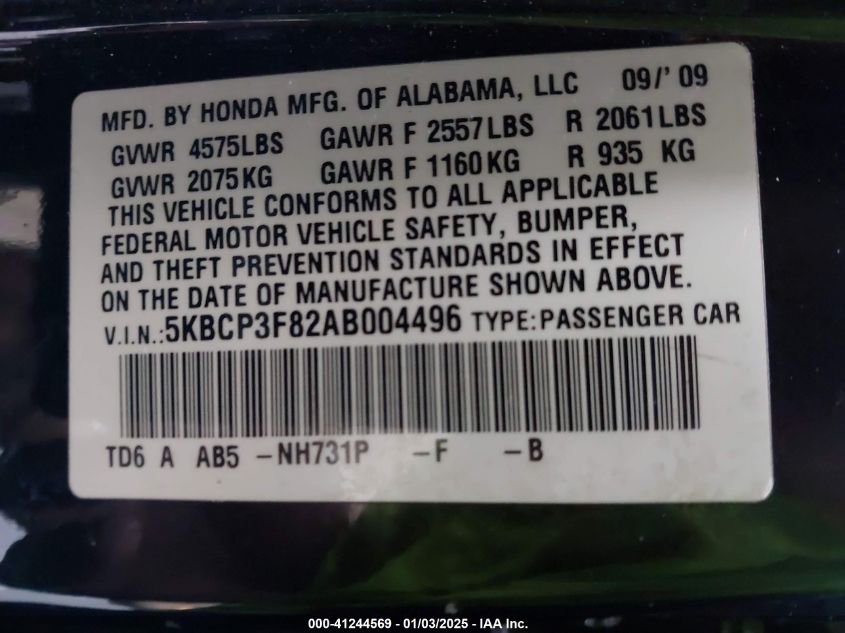 MFD. BY HONDA MFG. OF ALABAMA, LLC 09/'09
GVWR 4575LBS GAWR F 2557LBS R 2061LBS
GVWR 2075KG GAWR F 1160KG R 935 KG
THIS VEHICLE CONFORMS TO ALL APPLICABLE
FEDERAL MOTOR VEHICLE SAFETY, BUMPER,
AND THEFT PREVENTION STANDARDS IN EFFECT
ON THE DATE OF MANUFACTURE SHOWN ABOVE.
V.I.N.:5KBCP3F82AB004496 TYPE:PASSENGER CAR
TD6 A AB5 -NH731P -F -B
000-41244569 - 01/03/2025 - IAA Inc.